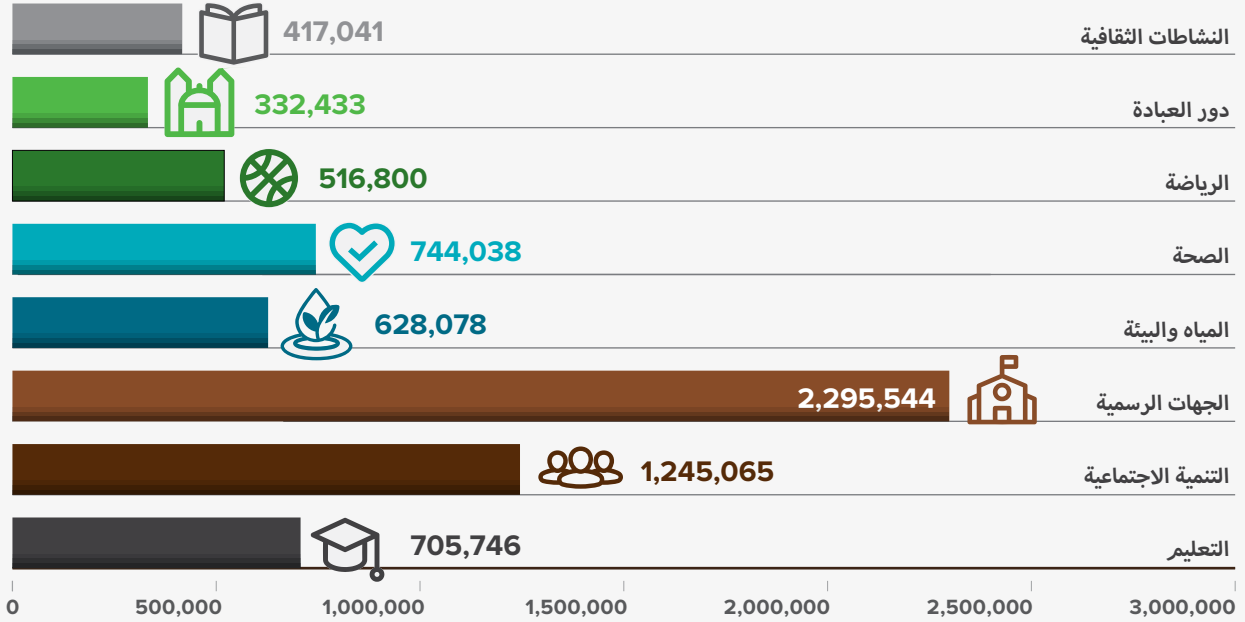 النشاطات الثقافية 417,041
دور العبادة 332,433
الرياضة 516,800
الصحة 744,038
المياه والبيئة 628,078
الجهات الرسمية 2,295,544
التنمية الاجتماعية 1,245,065
التعليم 705,746
0 500,000 1,000,000 1,500,000 2,000,000 2,500,000 3,000,000